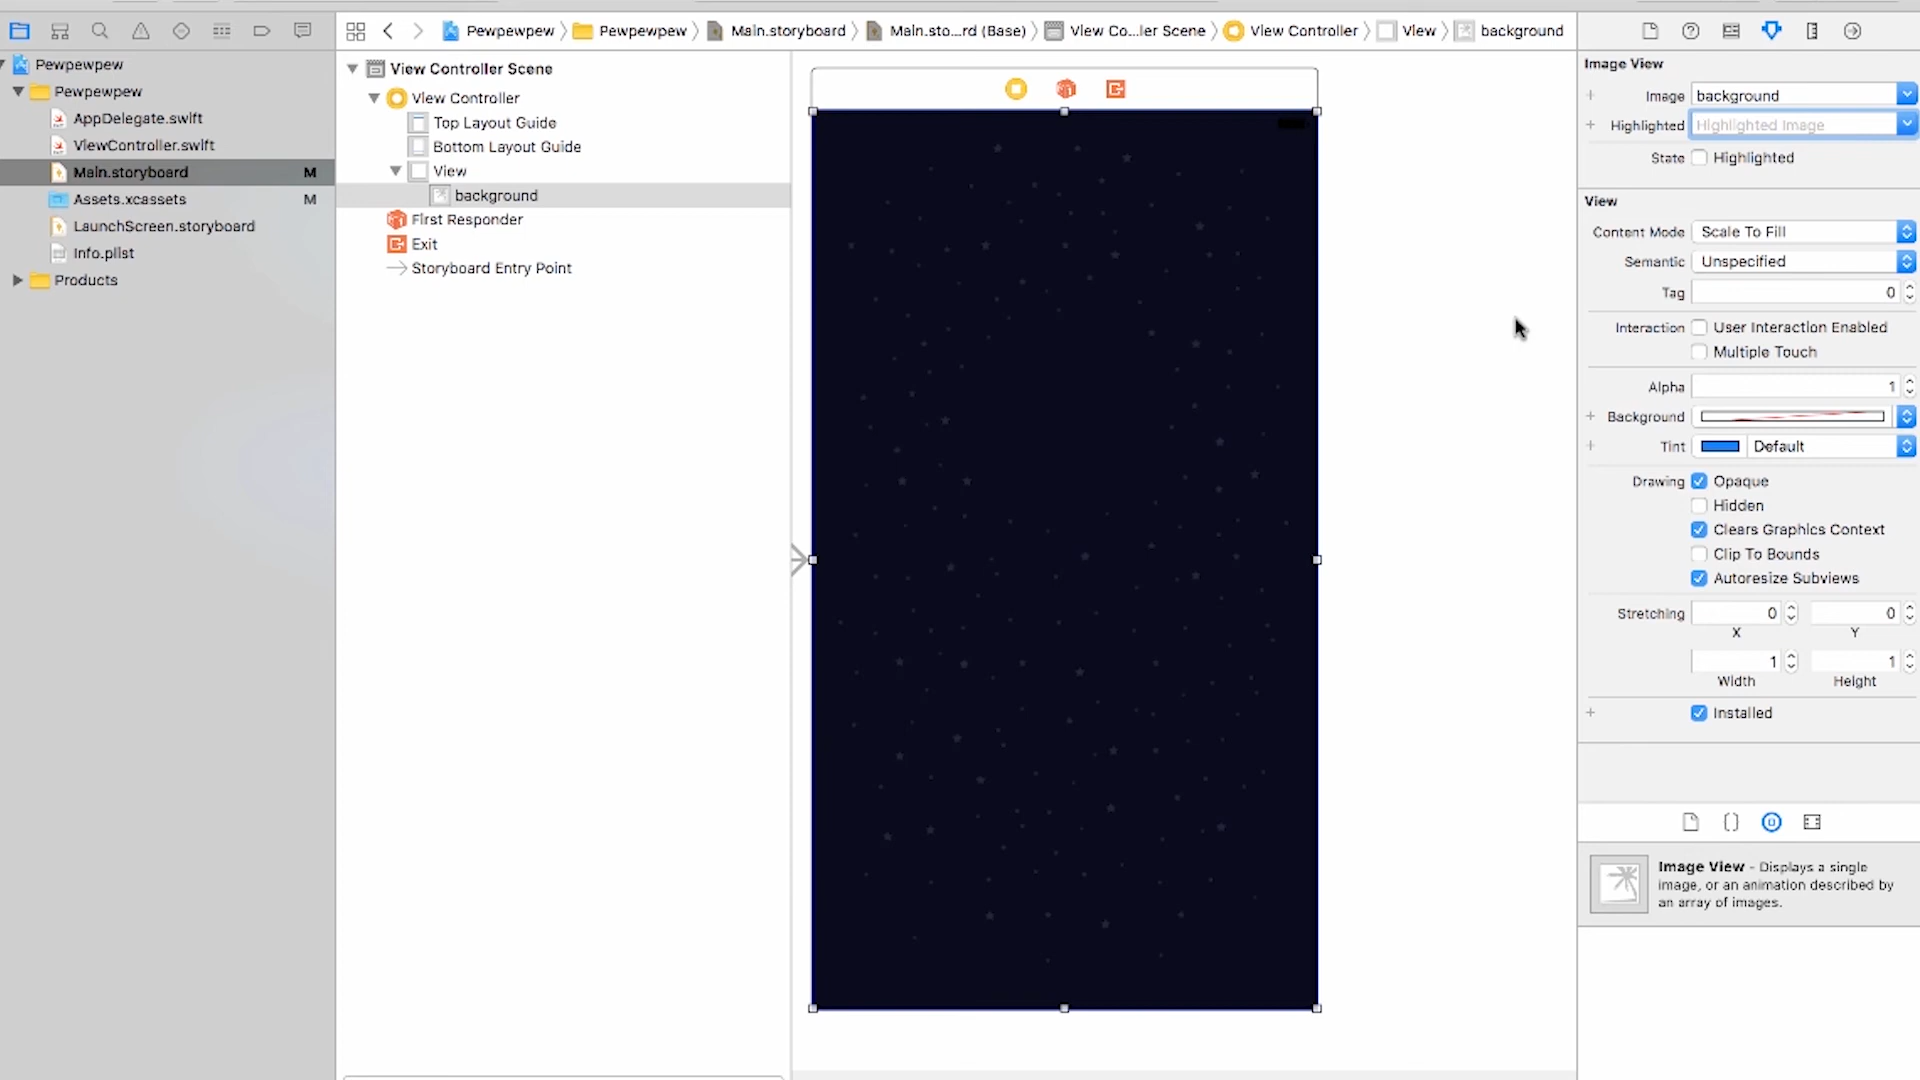 Pewpewpew
Pewpewpew
Main.storyboard
Main.sto...rd (Base)
View Co...ler Scene
View Controller
View
background
Pewpewpew
Pewpewpew
AppDelegate.swift
ViewController.swift
Main.storyboard M
Assets.xcassets M
LaunchScreen.storyboard
Info.plist
Products
View Controller Scene
View Controller
Top Layout Guide
Bottom Layout Guide
View
background
First Responder
Exit
Storyboard Entry Point
Image View
Image background
Highlighted Highlighted Image
State Highlighted
View
Content Mode Scale To Fill
Semantic Unspecified
Tag 0
Interaction User Interaction Enabled
Multiple Touch
Alpha 1
Background
Tint Default
Drawing Opaque
Hidden
Clears Graphics Context
Clip To Bounds
Autoresize Subviews
Stretching 0 0
X Y
1 1
Width Height
Installed
Image View - Displays a single
image, or an animation described by
an array of images.